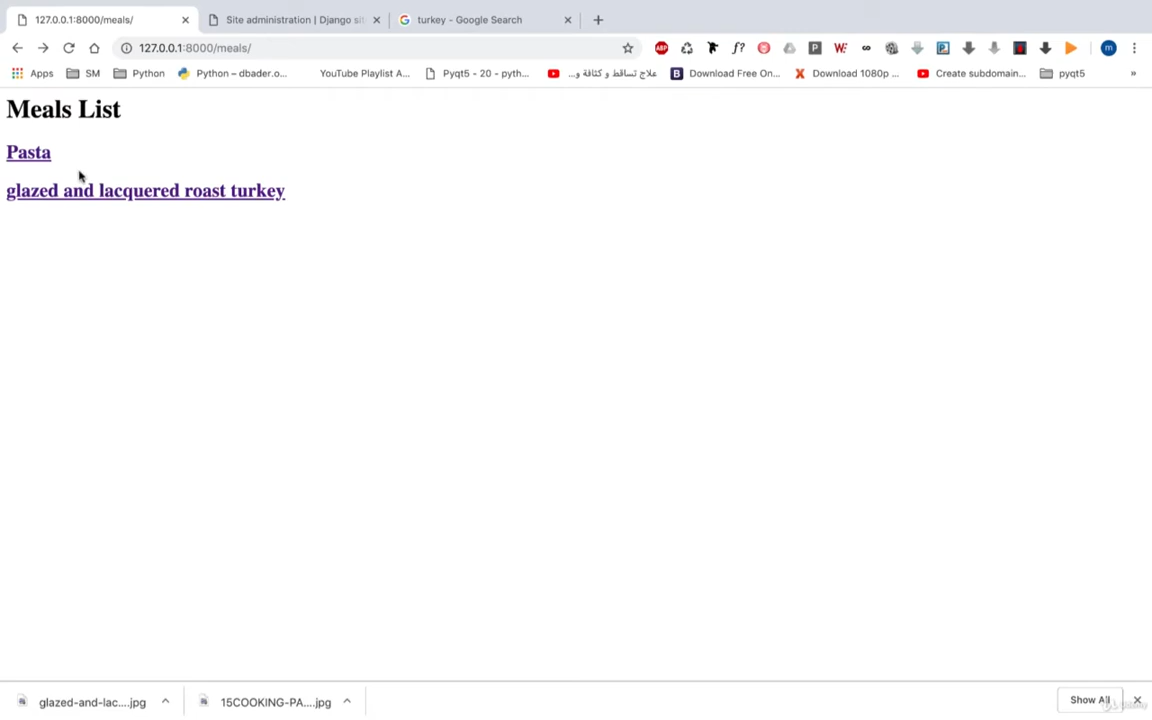 127.0.0.1:8000/meals/
Site administration | Django sit
turkey - Google Search
127.0.0.1:8000/meals/
Apps
SM
Python
Python – dbader.o...
YouTube Playlist A...
Pyqt5 - 20 - pyth...
علاج تساقط و كثافة و...
Download Free On...
Download 1080p ...
Create subdomain...
pyqt5
»
Meals List
Pasta
glazed and lacquered roast turkey
glazed-and-lac....jpg
15COOKING-PA....jpg
Show All